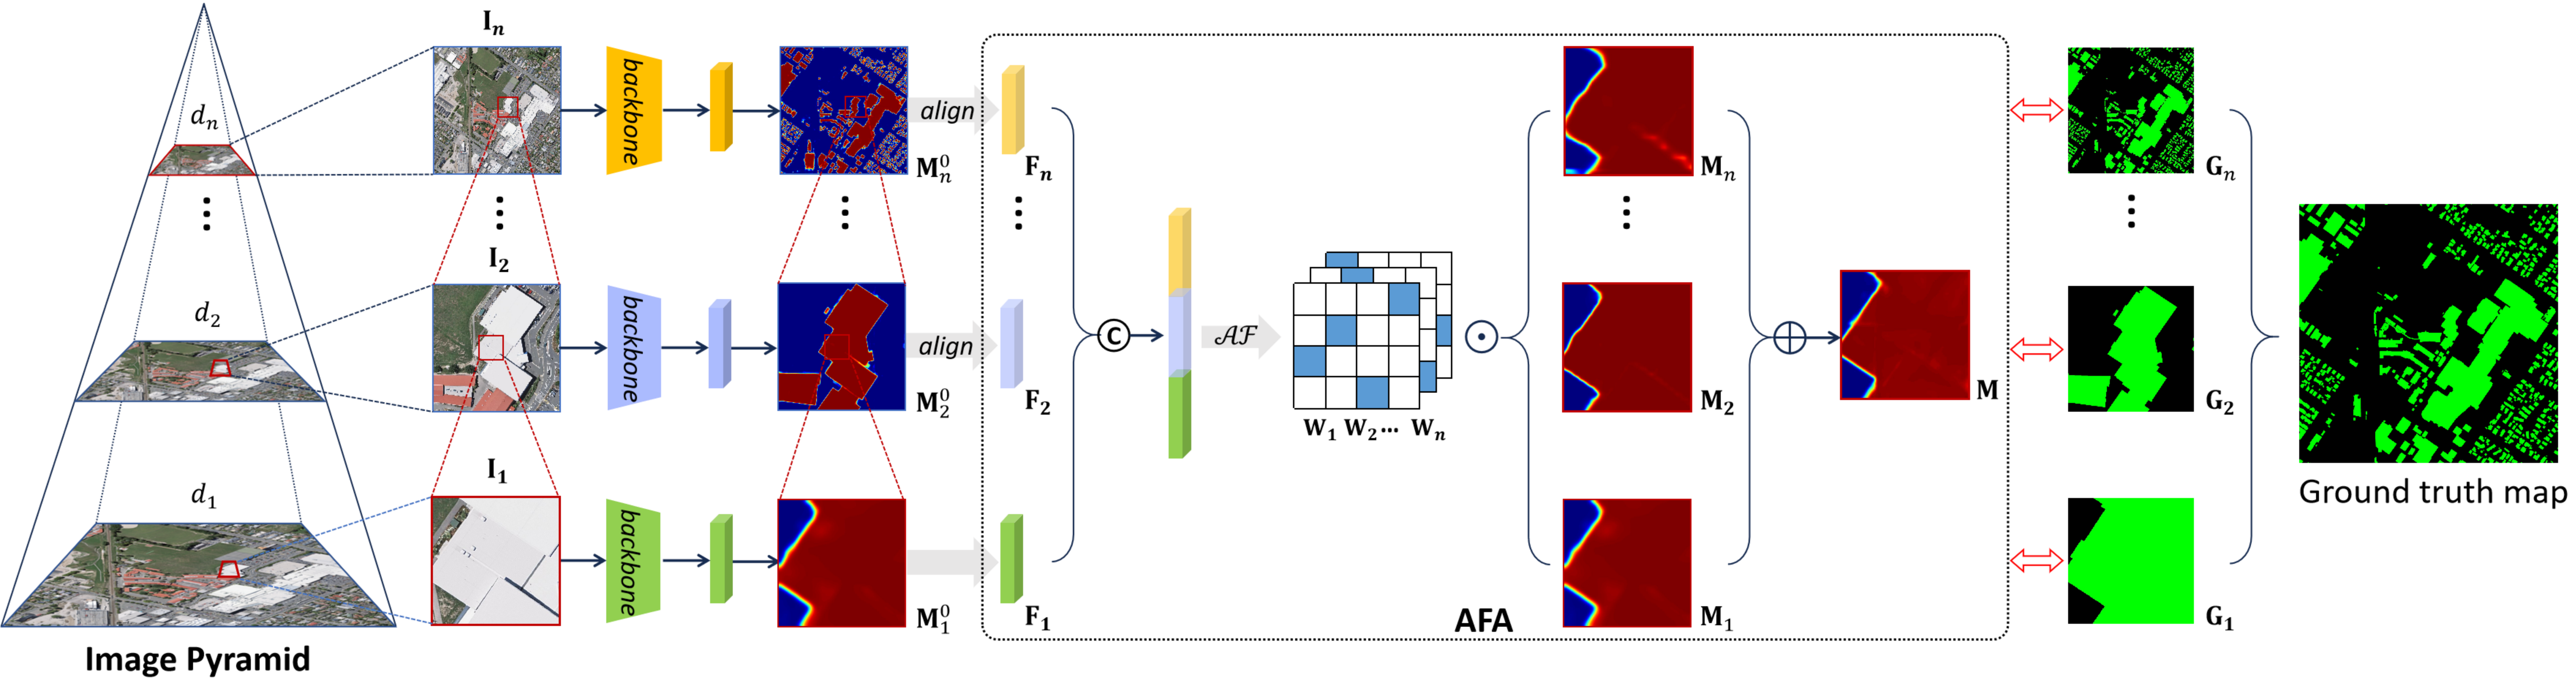 d_n
⋮
d_2
d_1
Image Pyramid
I_n
backbone
M_n^0
align
F_n
⋮
⋮
⋮
I_2
backbone
M_2^0
align
F_2
I_1
backbone
M_1^0
F_1
C
𝒜ℱ
W_1 W_2 ... W_n
M_n
⋮
M_2
M_1
M
AFA
G_n
⋮
G_2
G_1
Ground truth map